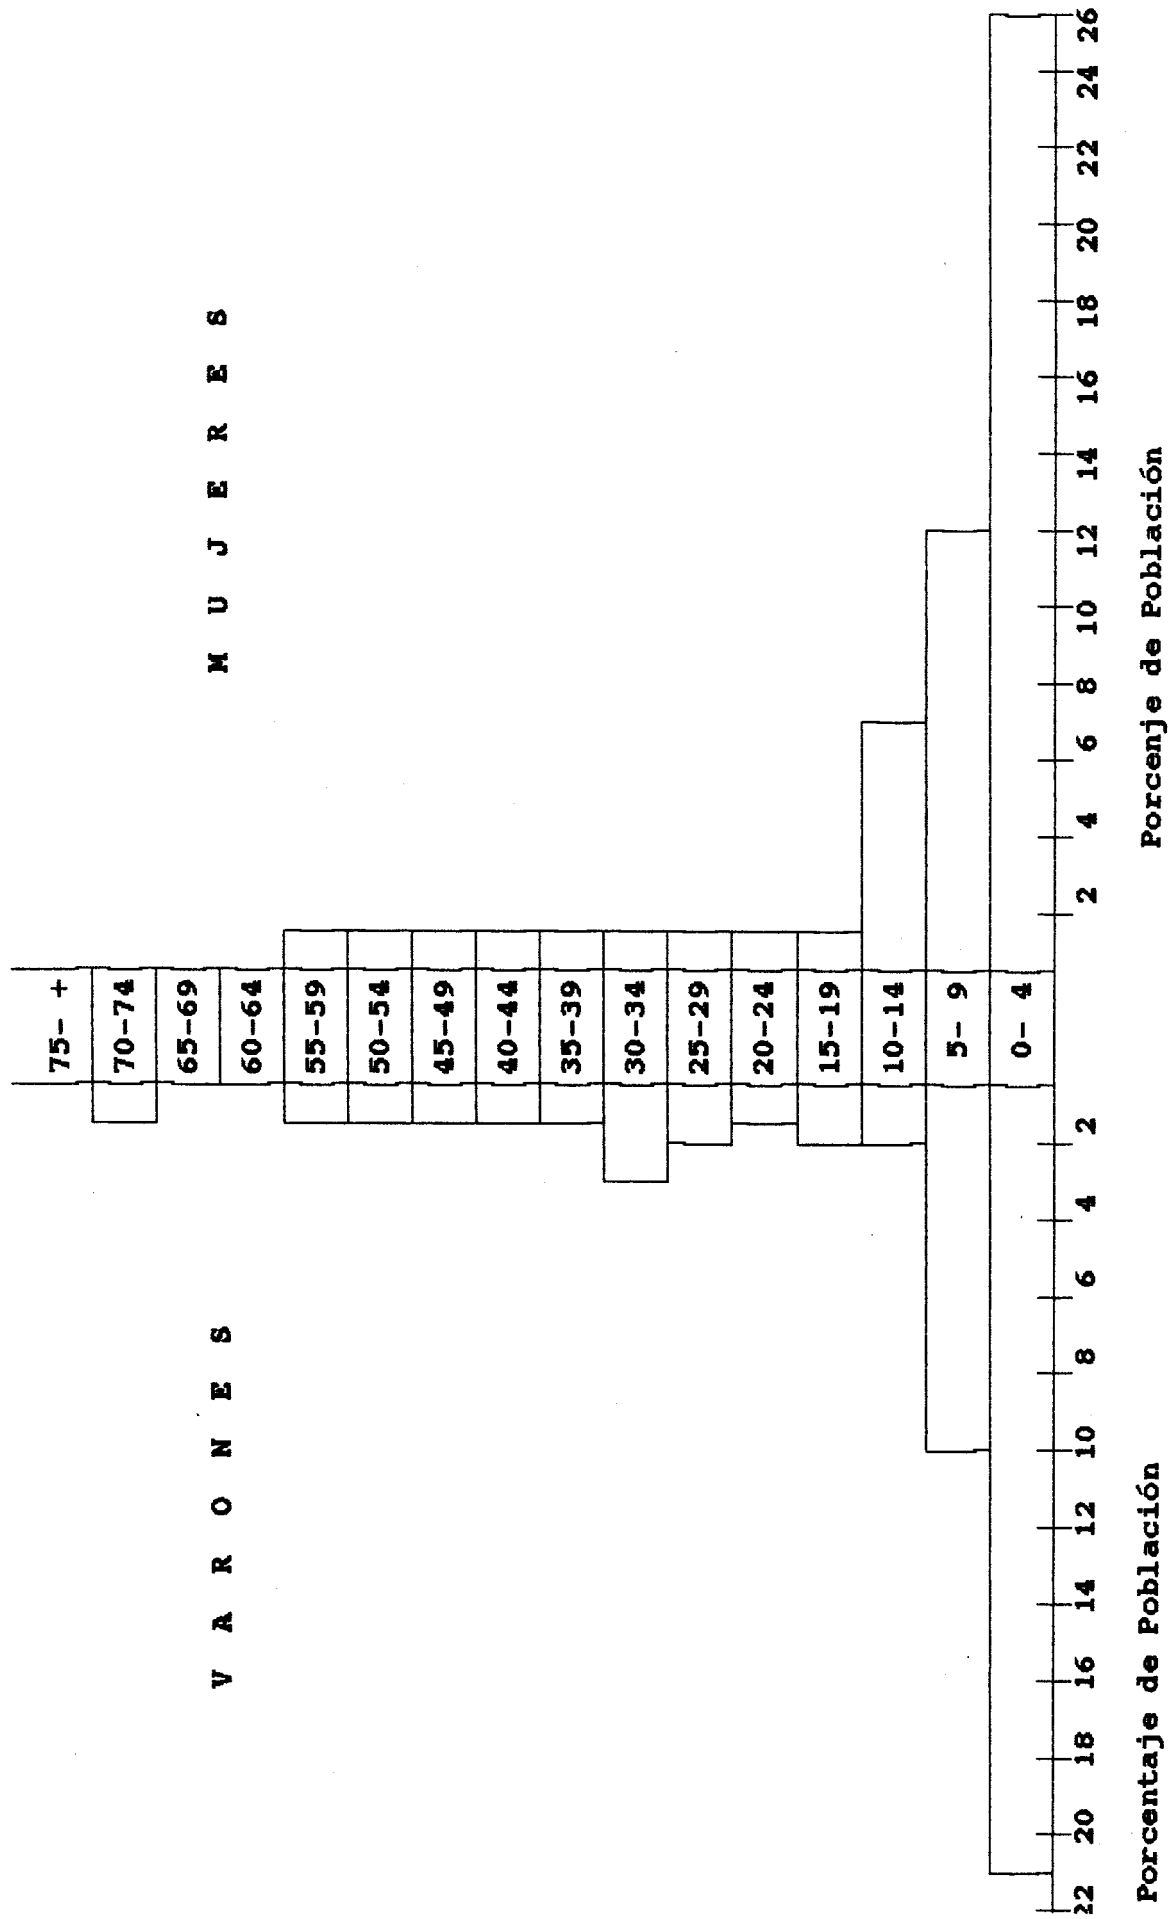 75- +
70-74
65-69
60-64
55-59
50-54
45-49
40-44
35-39
30-34
25-29
20-24
15-19
10-14
5- 9
0- 4
V A R O N E S
M U J E R E S
22 20 18 16 14 12 10 8 6 4 2
2 4 6 8 10 12 14 16 18 20 22 24 26
Porcentaje de Población
Porcenje de Población